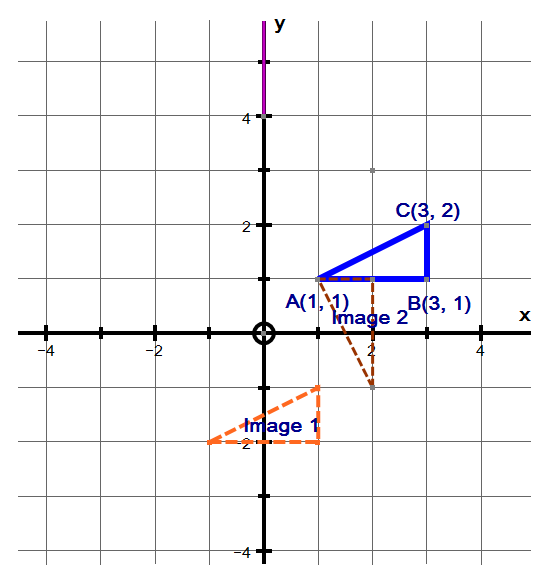 y
4
C(3, 2)
2
A(1, 1)
B(3, 1)
Image 2
x
−4
−2
2
4
Image 1
−2
−4